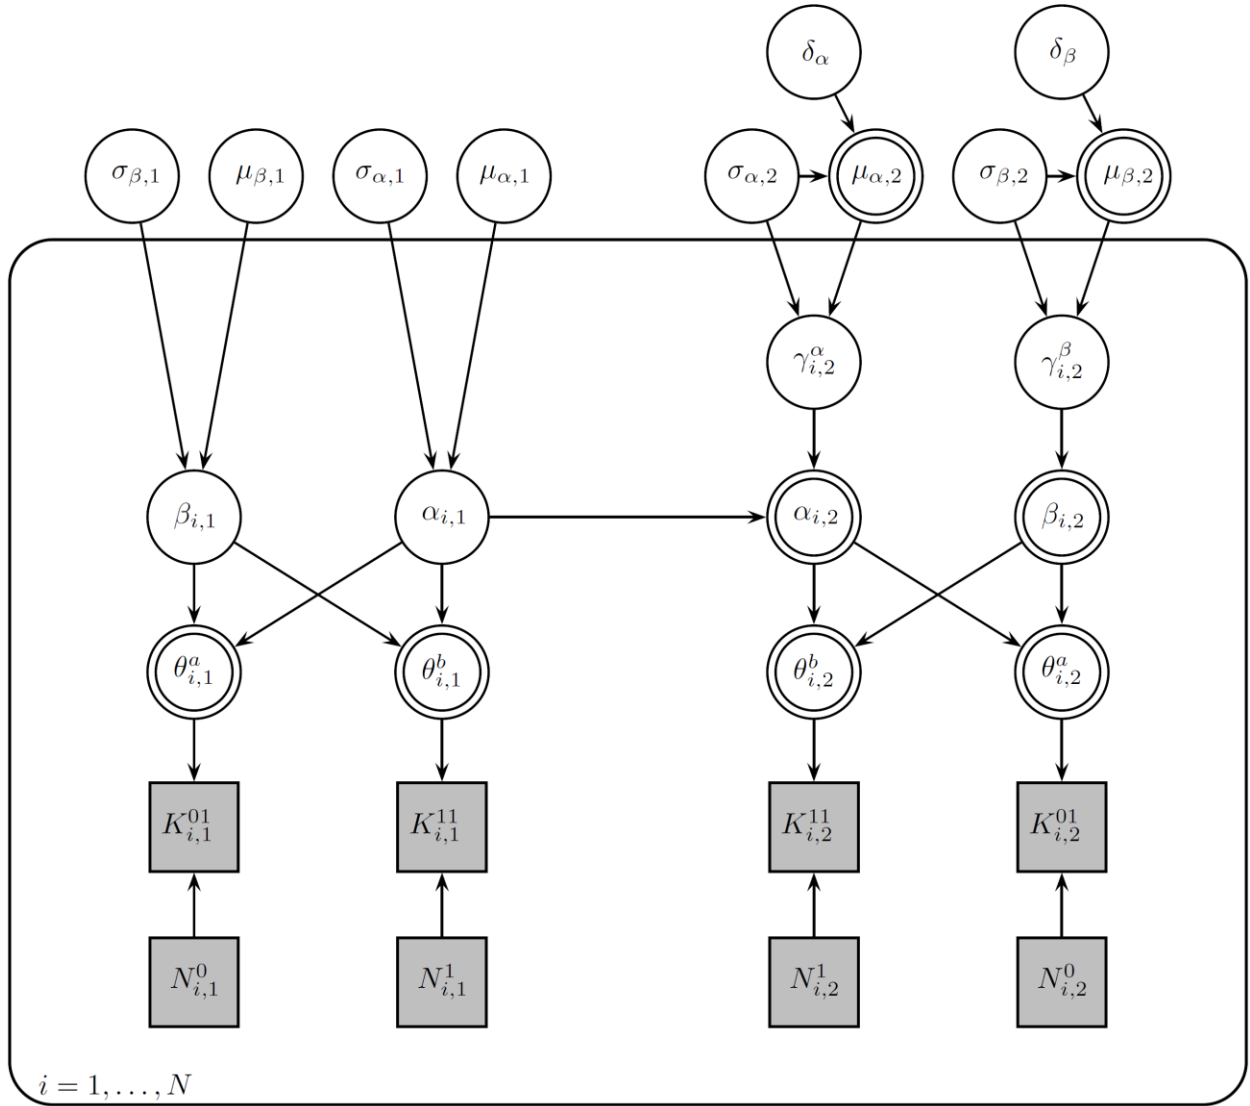 δ_α δ_β
σ_{β,1} μ_{β,1} σ_{α,1} μ_{α,1} σ_{α,2} μ_{α,2} σ_{β,2} μ_{β,2}
γ^α_{i,2} γ^β_{i,2}
β_{i,1} α_{i,1} α_{i,2} β_{i,2}
θ^a_{i,1} θ^b_{i,1} θ^b_{i,2} θ^a_{i,2}
K^{01}_{i,1} K^{11}_{i,1} K^{11}_{i,2} K^{01}_{i,2}
N^0_{i,1} N^1_{i,1} N^1_{i,2} N^0_{i,2}
i = 1, . . . , N